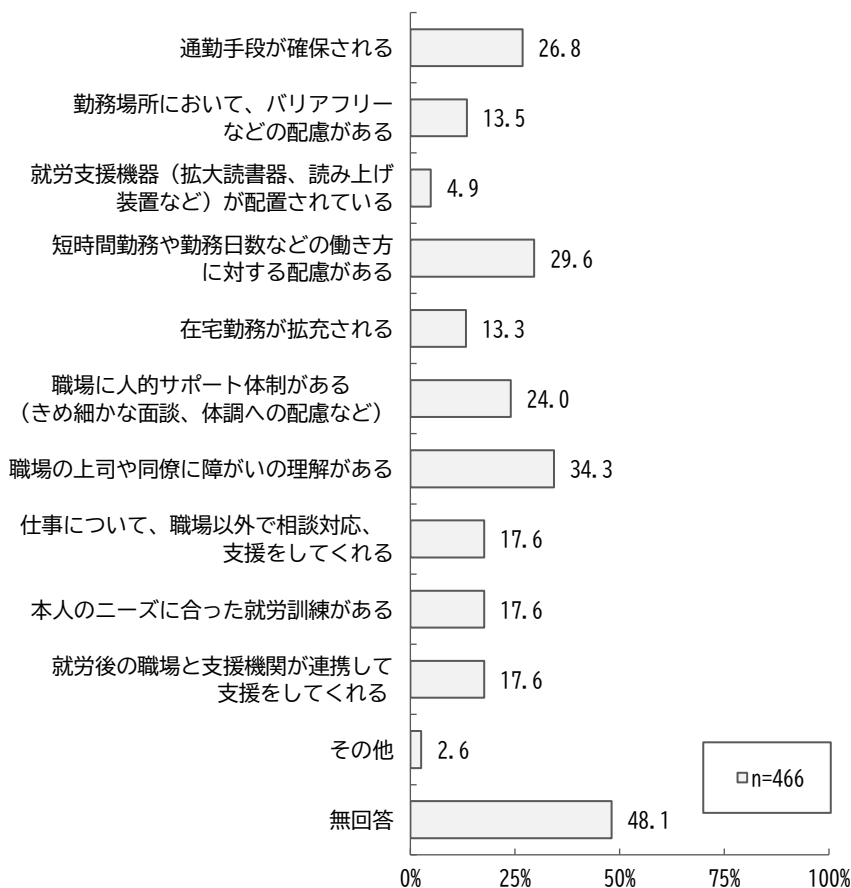 通勤手段が確保される
26.8
勤務場所において、バリアフリー
などの配慮がある
13.5
就労支援機器（拡大読書器、読み上げ
装置など）が配置されている
4.9
短時間勤務や勤務日数などの働き方
に対する配慮がある
29.6
在宅勤務が拡充される
13.3
職場に人的サポート体制がある
（きめ細かな面談、体調への配慮など）
24.0
職場の上司や同僚に障がいの理解がある
34.3
仕事について、職場以外で相談対応、
支援をしてくれる
17.6
本人のニーズに合った就労訓練がある
17.6
就労後の職場と支援機関が連携して
支援をしてくれる
17.6
その他
2.6
無回答
48.1
n=466
0% 25% 50% 75% 100%